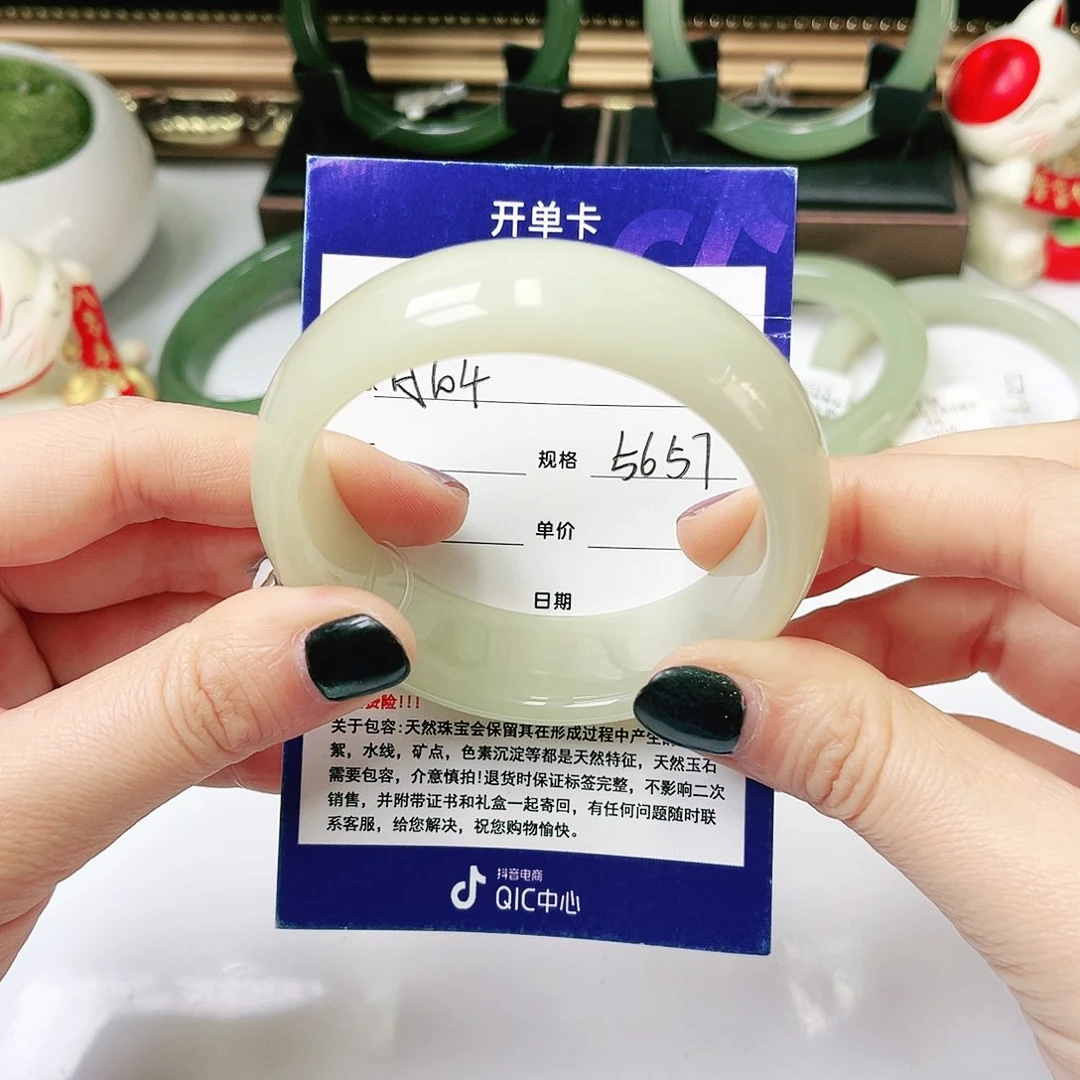 开单卡
A64
规格 5657
单价
日期
险!!!
关于包容:天然珠宝会保留其在形成过程中产生
絮,水线,矿点,色素沉淀等都是天然特征,天然玉石
需要包容,介意慎拍!退货时保证标签完整,不影响二次
销售,并附带证书和礼盒一起寄回,有任何问题随时联
系客服,给您解决,祝您购物愉快。
抖音电商
QIC中心